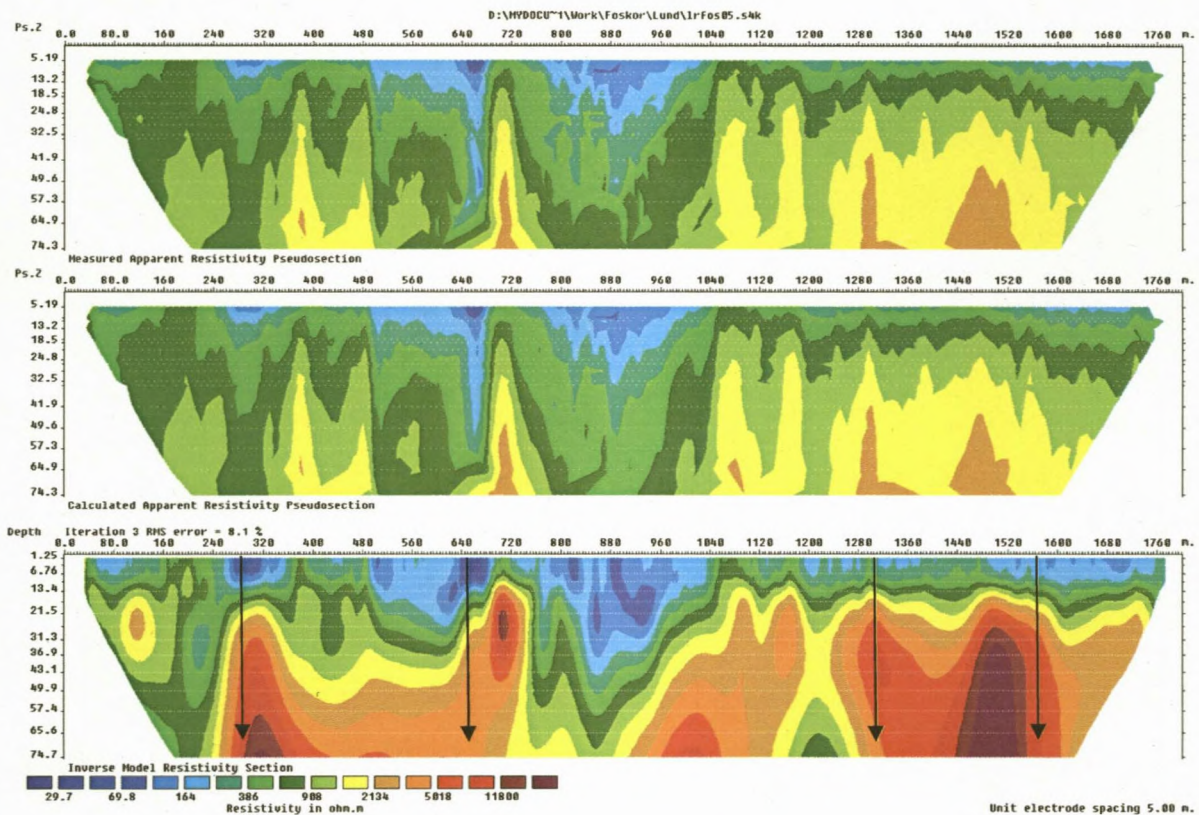 D:\MYDOCU~1\Work\Foskor\Lund\IrFos05.s4k
Ps.Z
0.0 80.0 160 240 320 400 480 560 640 720 800 880 960 1040 1120 1200 1280 1360 1440 1520 1600 1680 1760 m.
5.19
13.2
18.5
24.8
32.5
41.9
49.6
57.3
64.9
74.3
Measured Apparent Resistivity Pseudosection
Ps.Z
0.0 80.0 160 240 320 400 480 560 640 720 800 880 960 1040 1120 1200 1280 1360 1440 1520 1600 1680 1760 m.
5.19
13.2
18.5
24.8
32.5
41.9
49.6
57.3
64.9
74.3
Calculated Apparent Resistivity Pseudosection
Depth Iteration 3 RMS error = 8.1 %
0.0 80.0 160 240 320 400 480 560 640 720 800 880 960 1040 1120 1200 1280 1360 1440 1520 1600 1680 1760 m.
1.25
6.76
13.4
21.5
31.3
36.9
43.1
49.9
57.4
65.6
74.7
Inverse Model Resistivity Section
29.7 69.8 164 386 908 2134 5018 11800
Resistivity in ohm.m
Unit electrode spacing 5.00 m.